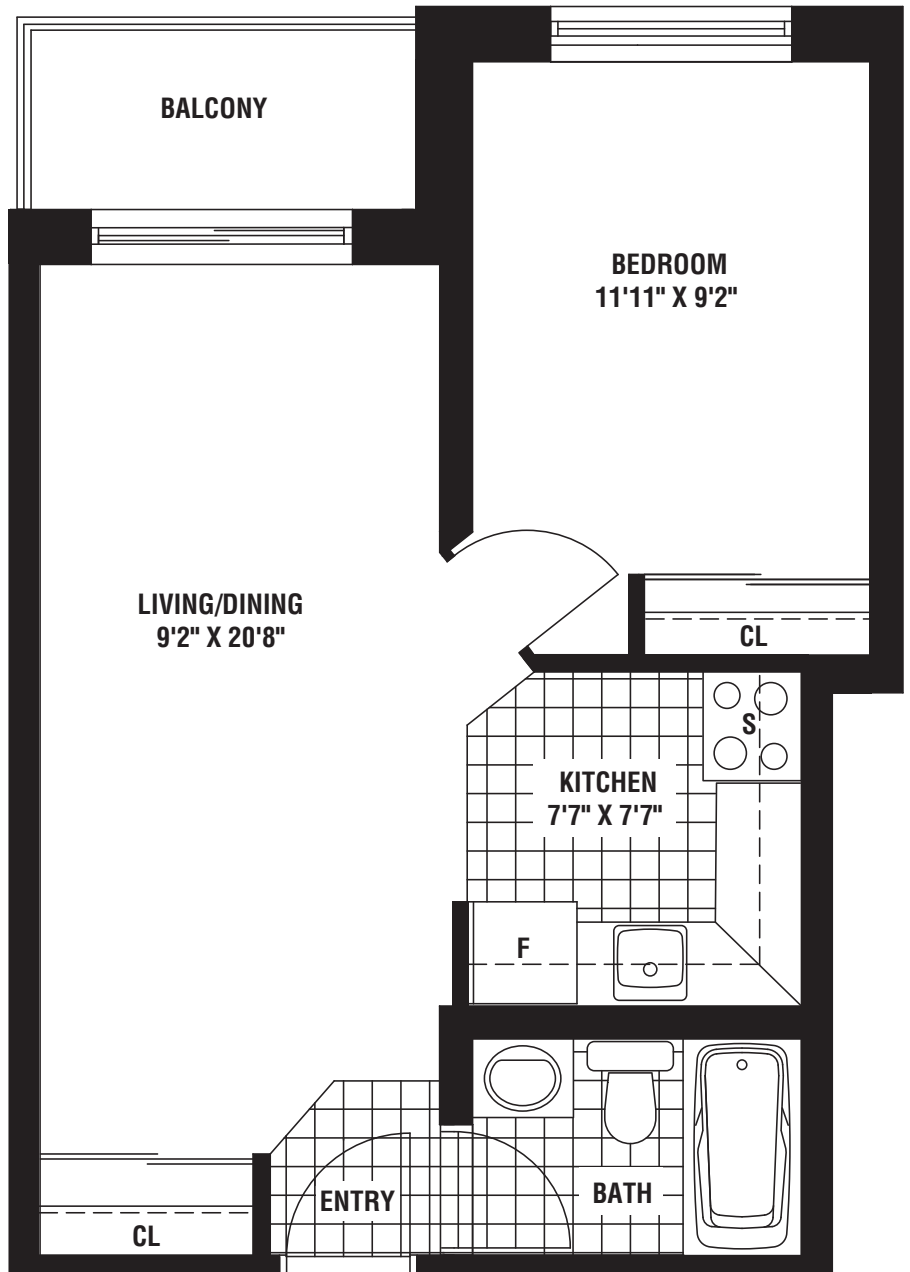 BALCONY
BEDROOM
11'11" X 9'2"
LIVING/DINING
9'2" X 20'8"
CL
S
KITCHEN
7'7" X 7'7"
F
ENTRY
BATH
CL